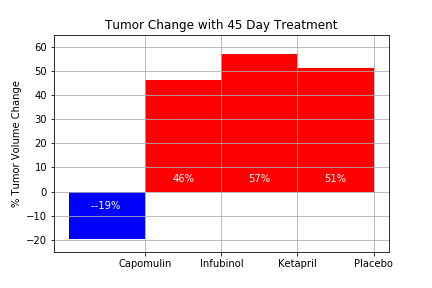 Tumor Change with 45 Day Treatment
% Tumor Volume Change
60
50
40
30
20
10
0
−10
−20
--19%
46%
57%
51%
Capomulin
Infubinol
Ketapril
Placebo